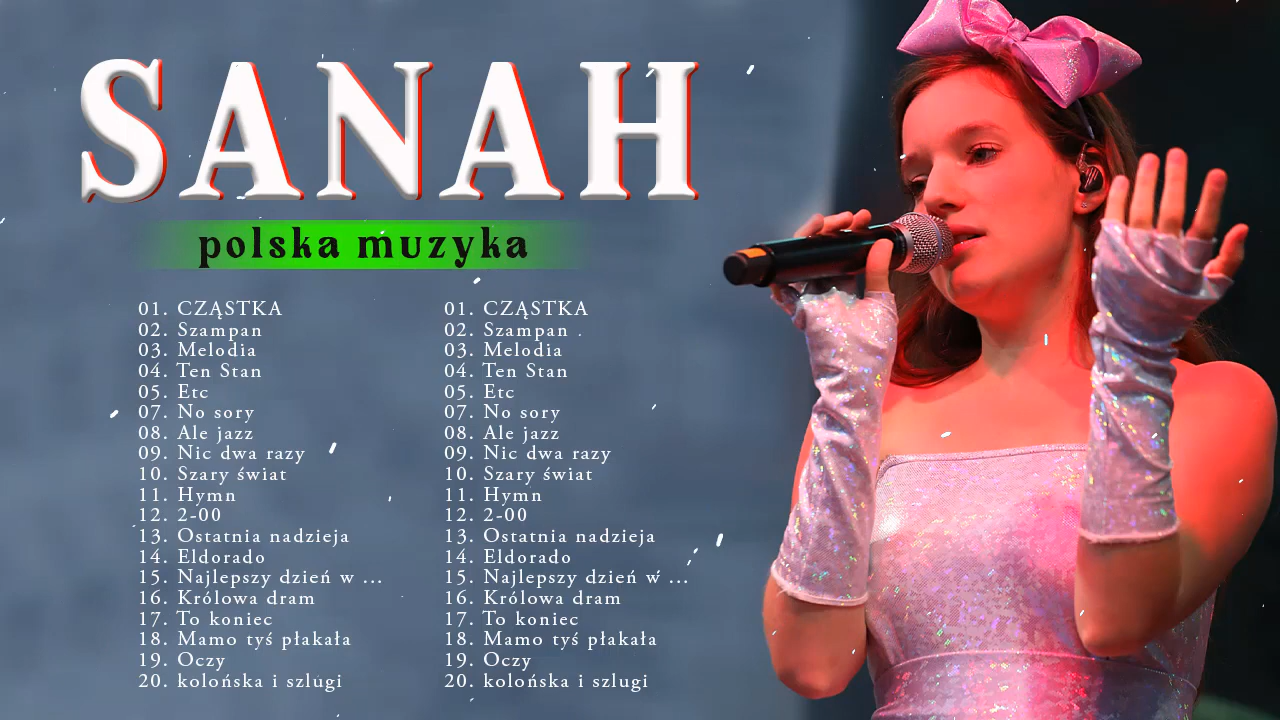 SANAH
polska muzyka
01. CZĄSTKA
02. Szampan
03. Melodia
04. Ten Stan
05. Etc
07. No sory
08. Ale jazz
09. Nic dwa razy
10. Szary świat
11. Hymn
12. 2-00
13. Ostatnia nadzieja
14. Eldorado
15. Najlepszy dzień w ...
16. Królowa dram
17. To koniec
18. Mamo tyś płakała
19. Oczy
20. kolońska i szlugi
01. CZĄSTKA
02. Szampan .
03. Melodia
04. Ten Stan
05. Etc
07. No sory
08. Ale jazz
09. Nic dwa razy
10. Szary świat
11. Hymn
12. 2-00
13. Ostatnia nadzieja
14. Eldorado
15. Najlepszy dzień w ...
16. Królowa dram
17. To koniec
18. Mamo tyś płakała
19. Oczy
20. kolońska i szlugi